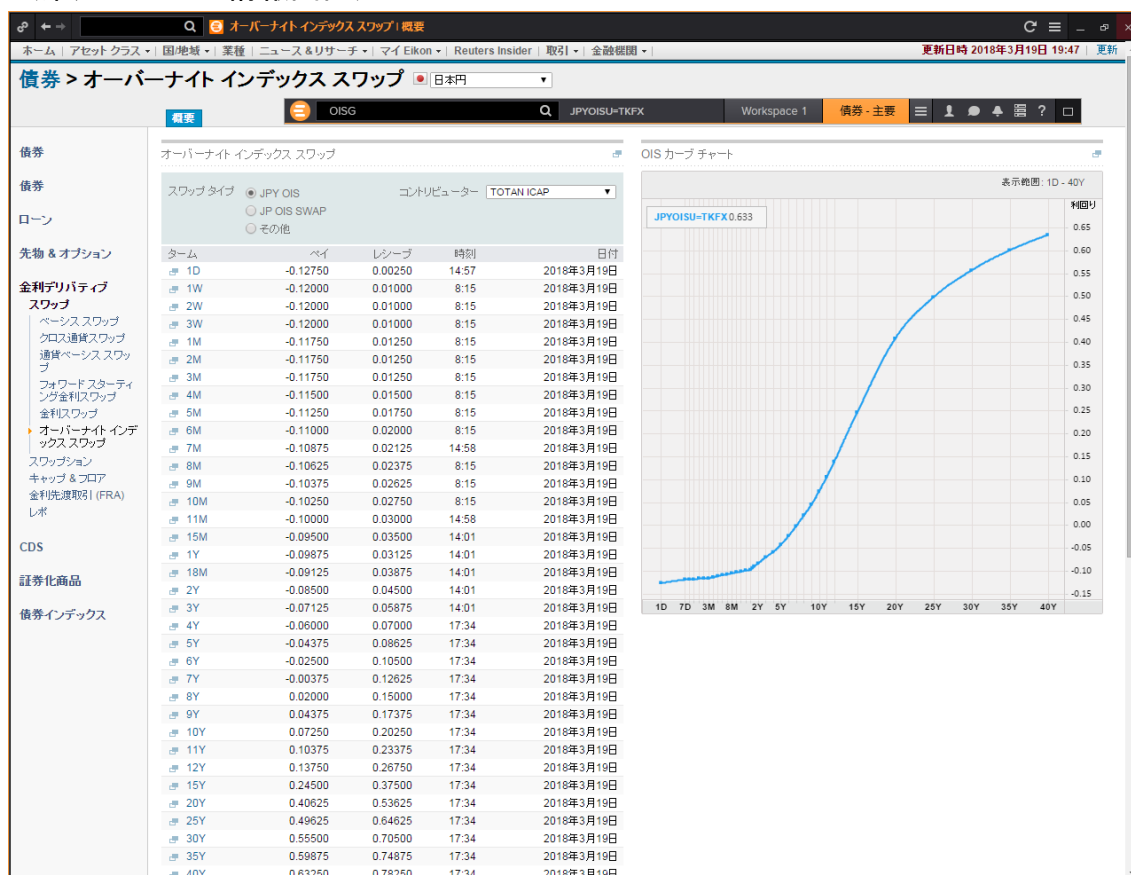 オーバーナイト インデックス スワップ | 概要
ホーム | アセット クラス | 国/地域 | 業種 | ニュース & リサーチ | マイ Eikon | Reuters Insider | 取引 | 金融機関 | 更新日時 2018年3月19日 19:47 | 更新
債券 > オーバーナイト インデックス スワップ 日本円
概要
OISG JPYOISU=TKFX Workspace 1 債券 - 主要 ?
債券
債券
ローン
先物 & オプション
金利デリバティブ
スワップ
ベーシス スワップ
クロス通貨スワップ
通貨ベーシス スワッ
プ
フォワード スターティ
ング金利スワップ
金利スワップ
オーバーナイト インデ
ックス スワップ
スワップション
キャップ & フロア
金利先渡取引 (FRA)
レポ
CDS
証券化商品
債券インデックス
オーバーナイト インデックス スワップ
スワップ タイプ JPY OIS コントリビューター TOTAN ICAP
JP OIS SWAP
その他
ターム ペイ レシーブ 時刻 日付
1D -0.12750 0.00250 14:57 2018年3月19日
1W -0.12000 0.01000 8:15 2018年3月19日
2W -0.12000 0.01000 8:15 2018年3月19日
3W -0.12000 0.01000 8:15 2018年3月19日
1M -0.11750 0.01250 8:15 2018年3月19日
2M -0.11750 0.01250 8:15 2018年3月19日
3M -0.11750 0.01250 8:15 2018年3月19日
4M -0.11500 0.01500 8:15 2018年3月19日
5M -0.11250 0.01750 8:15 2018年3月19日
6M -0.11000 0.02000 8:15 2018年3月19日
7M -0.10875 0.02125 14:58 2018年3月19日
8M -0.10625 0.02375 8:15 2018年3月19日
9M -0.10375 0.02625 8:15 2018年3月19日
10M -0.10250 0.02750 8:15 2018年3月19日
11M -0.10000 0.03000 14:58 2018年3月19日
15M -0.09500 0.03500 14:01 2018年3月19日
1Y -0.09875 0.03125 14:01 2018年3月19日
18M -0.09125 0.03875 14:01 2018年3月19日
2Y -0.08500 0.04500 14:01 2018年3月19日
3Y -0.07125 0.05875 14:01 2018年3月19日
4Y -0.06000 0.07000 17:34 2018年3月19日
5Y -0.04375 0.08625 17:34 2018年3月19日
6Y -0.02500 0.10500 17:34 2018年3月19日
7Y -0.00375 0.12625 17:34 2018年3月19日
8Y 0.02000 0.15000 17:34 2018年3月19日
9Y 0.04375 0.17375 17:34 2018年3月19日
10Y 0.07250 0.20250 17:34 2018年3月19日
11Y 0.10375 0.23375 17:34 2018年3月19日
12Y 0.13750 0.26750 17:34 2018年3月19日
15Y 0.24500 0.37500 17:34 2018年3月19日
20Y 0.40625 0.53625 17:34 2018年3月19日
25Y 0.49625 0.64625 17:34 2018年3月19日
30Y 0.55500 0.70500 17:34 2018年3月19日
35Y 0.59875 0.74875 17:34 2018年3月19日
40Y 0.63250 0.78250 17:34 2018年3月19日
OIS カーブ チャート
表示範囲: 1D - 40Y
利回り
JPYOISU=TKFX 0.633
0.65
0.60
0.55
0.50
0.45
0.40
0.35
0.30
0.25
0.20
0.15
0.10
0.05
0.00
-0.05
-0.10
-0.15
1D 7D 3M 8M 2Y 5Y 10Y 15Y 20Y 25Y 30Y 35Y 40Y